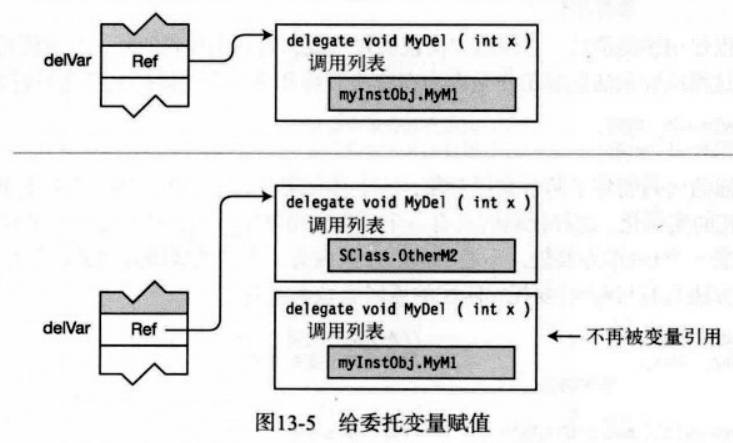 delVar
Ref
delegate void MyDel ( int x )
调用列表
myInstObj.MyM1
delegate void MyDel ( int x )
调用列表
SClass.OtherM2
delVar
Ref
delegate void MyDel ( int x )
调用列表
myInstObj.MyM1
不再被变量引用
图13-5 给委托变量赋值